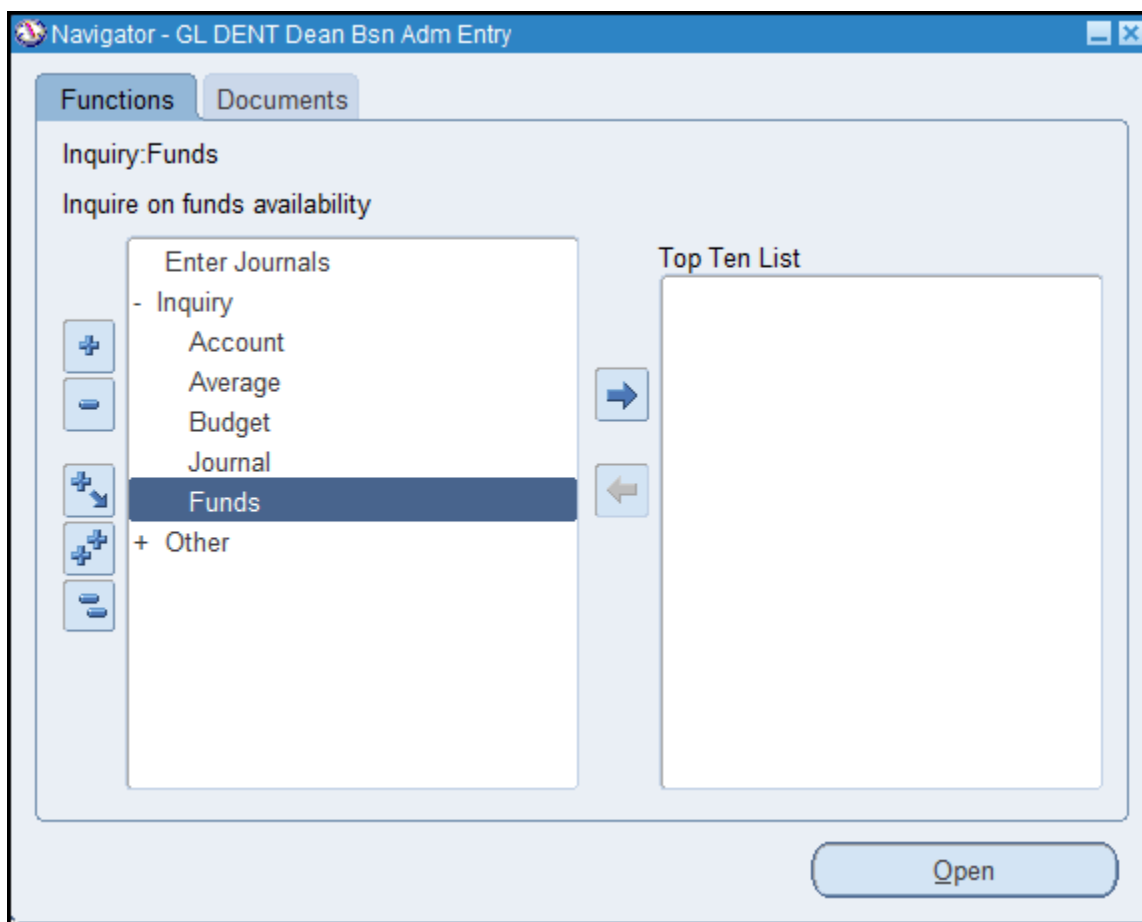 Navigator - GL DENT Dean Bsn Adm Entry
Functions Documents
Inquiry:Funds
Inquire on funds availability
Enter Journals
- Inquiry
Account
Average
Budget
Journal
Funds
+ Other
Top Ten List
Open